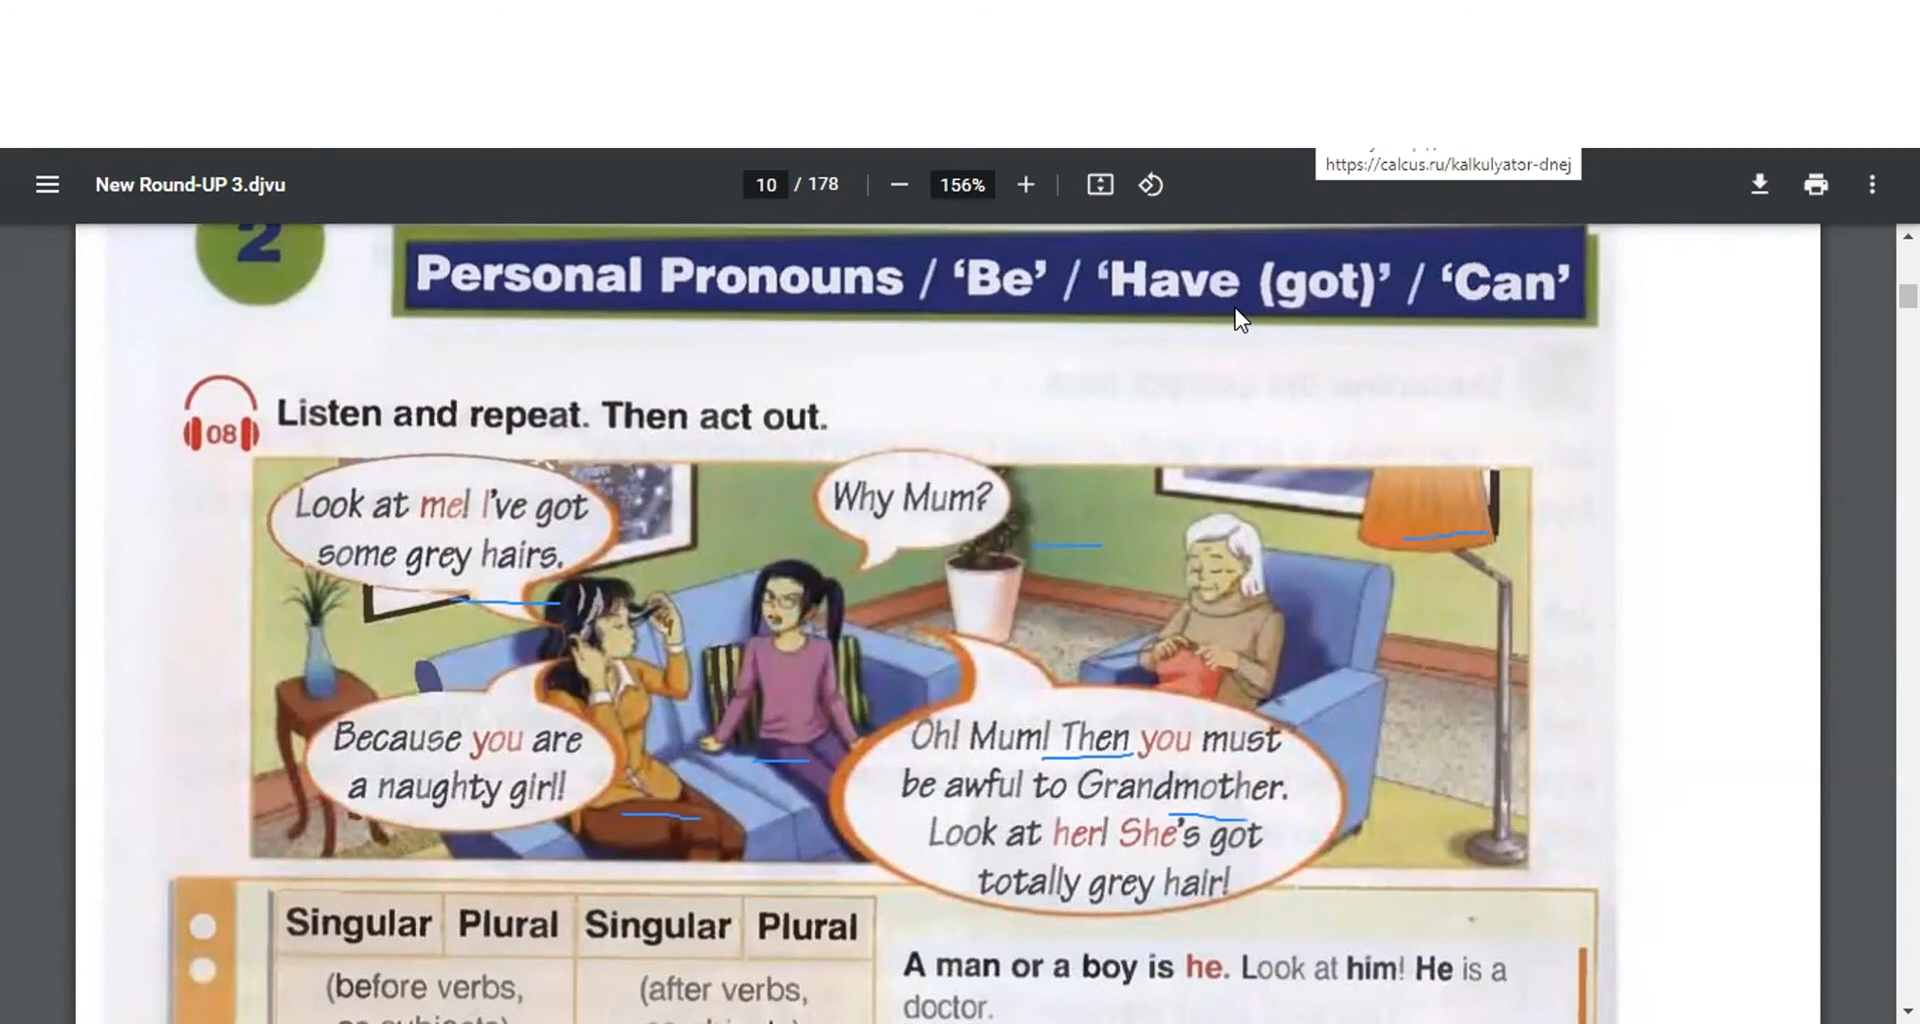 https://calcus.ru/kalkulyator-dnej
New Round-UP 3.djvu
10 / 178
156%
2
Personal Pronouns / ‘Be’ / ‘Have (got)’ / ‘Can’
08
Listen and repeat. Then act out.
Look at me! I’ve got
some grey hairs.
Why Mum?
Because you are
a naughty girl!
Oh! Mum! Then you must
be awful to Grandmother.
Look at her! She’s got
totally grey hair!
Singular Plural Singular Plural
(before verbs,
(after verbs,
A man or a boy is he. Look at him! He is a
doctor.